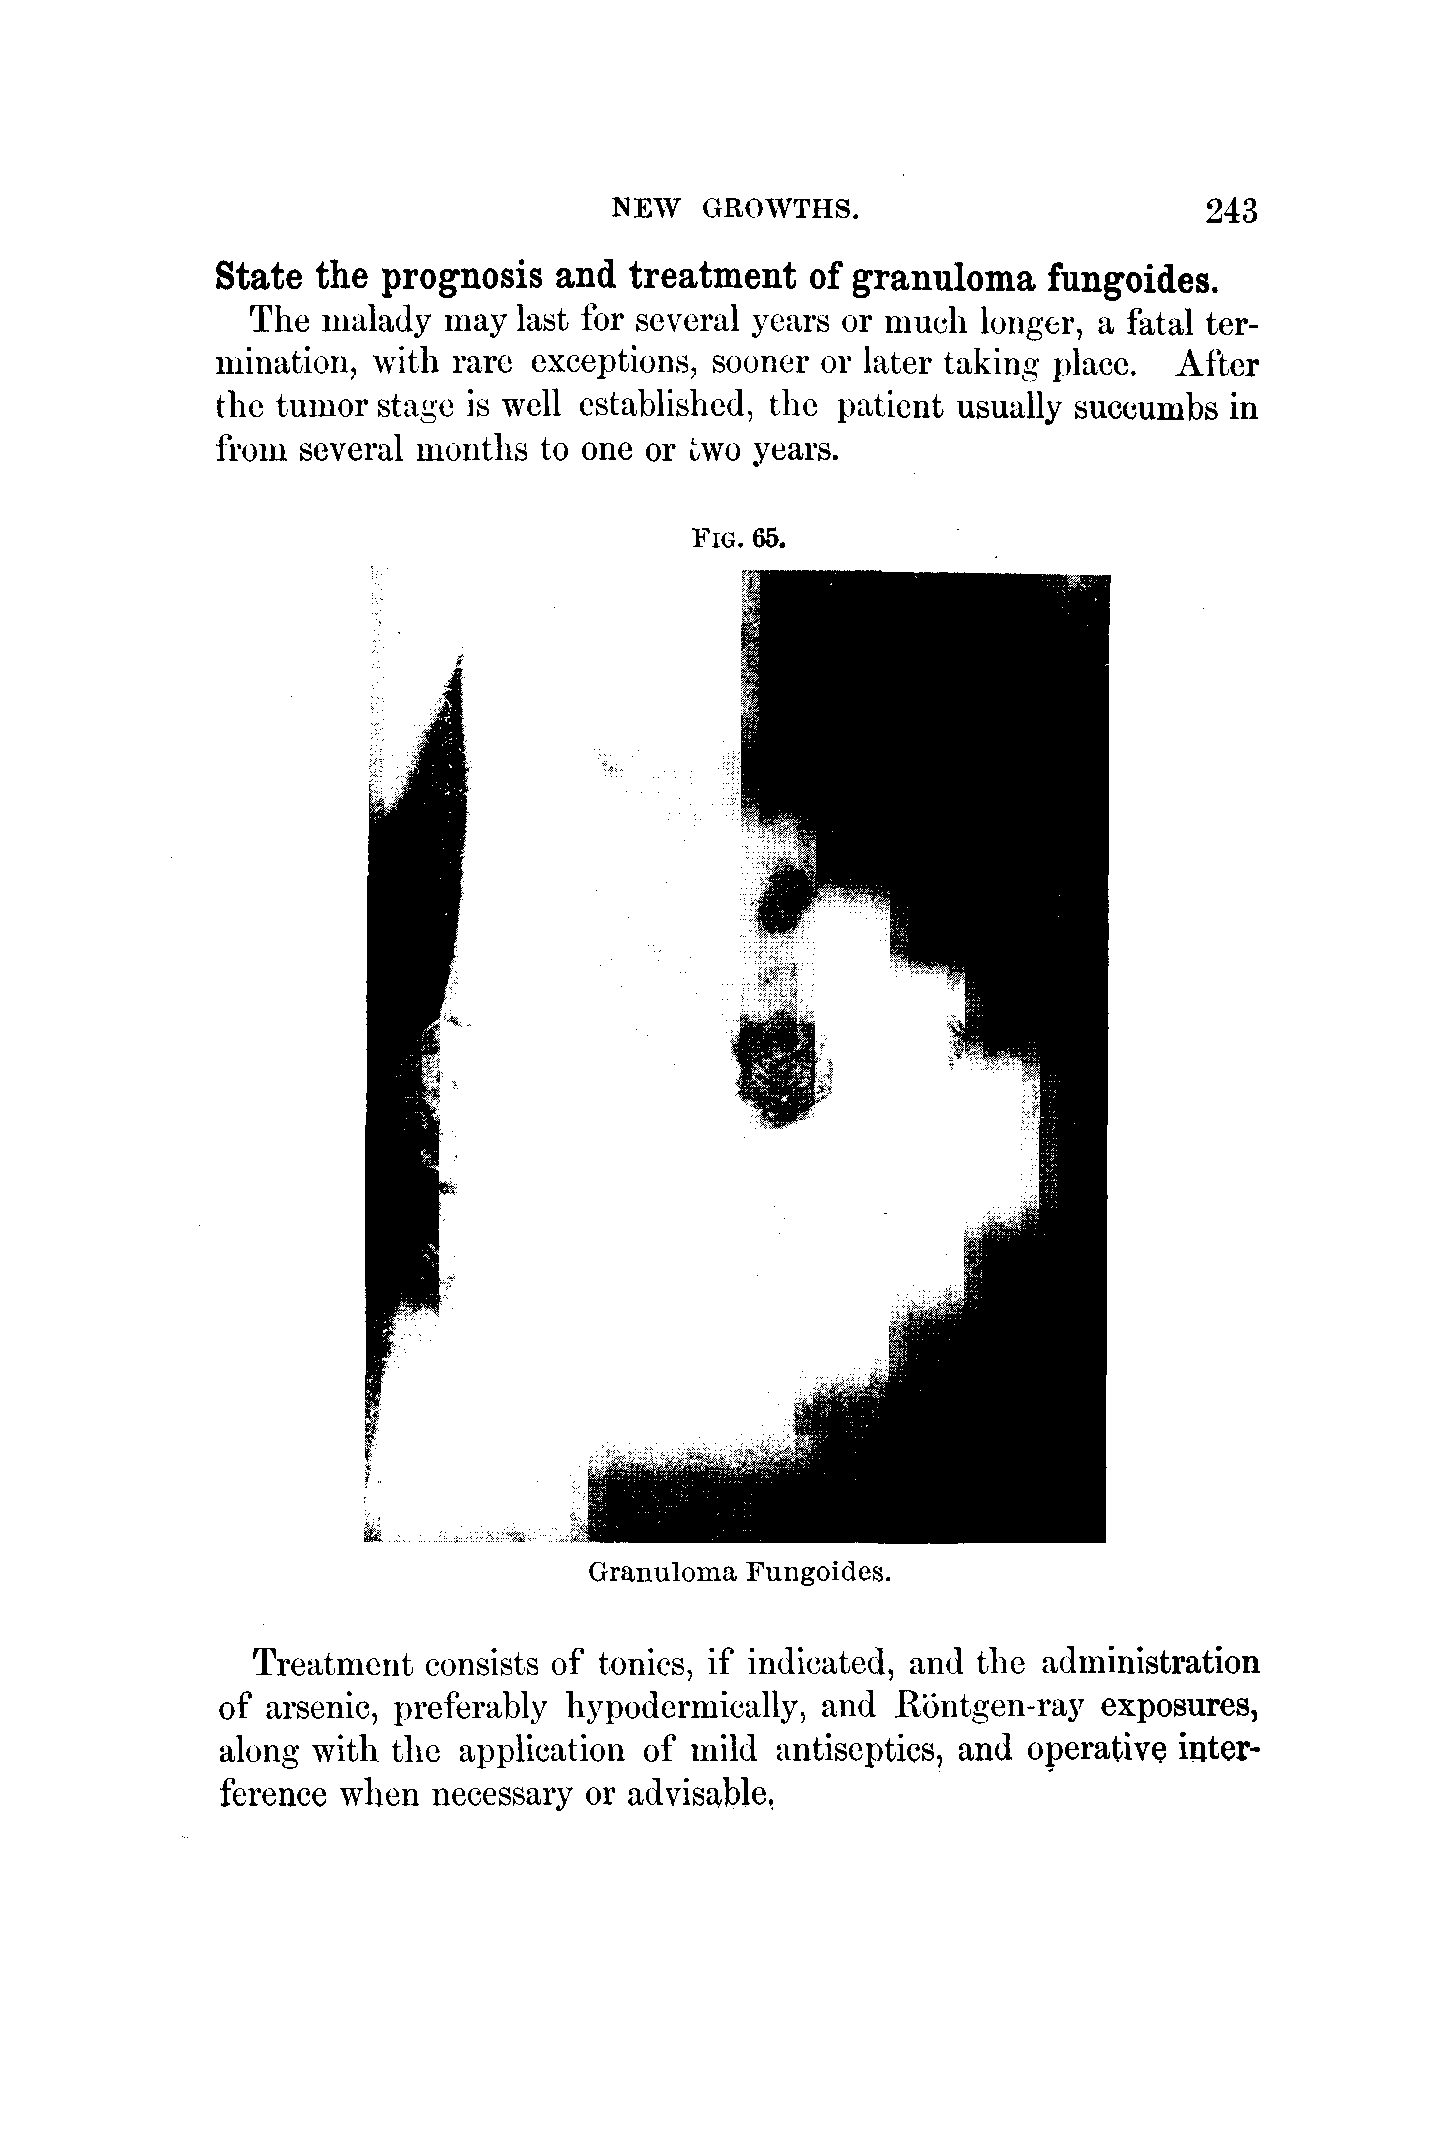 NEW GROWTHS. 243
State the prognosis and treatment of granuloma fungoides.
The malady may last for several years or much longer, a fatal ter-
mination, with rare exceptions, sooner or later taking place. After
the tumor stage is well established, the patient usually succumbs in
from several months to one or two years.
FIG. 65.
Granuloma Fungoides.
Treatment consists of tonics, if indicated, and the administration
of arsenic, preferably hypodermically, and Röntgen-ray exposures,
along with the application of mild antiseptics, and operative inter-
ference when necessary or advisable,